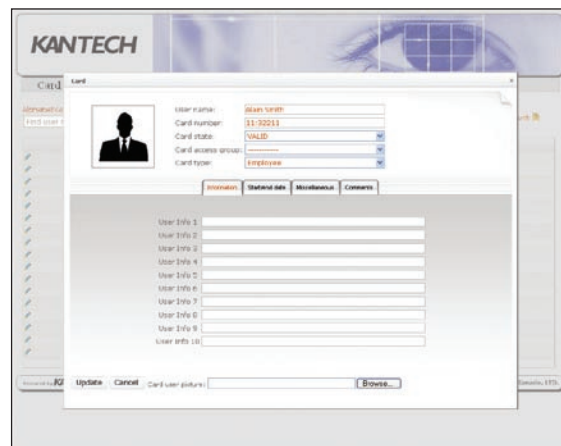 KANTECH
Card
Card
User name: Alain Smith
Card number: 11:32211
Card state: VALID
Card access group: -----------
Card type: Employee
Information Start/end date Miscellaneous Comments
User Info 1
User Info 2
User Info 3
User Info 4
User Info 5
User Info 6
User Info 7
User Info 8
User Info 9
User Info 10
Update Cancel Card user picture: Browse...